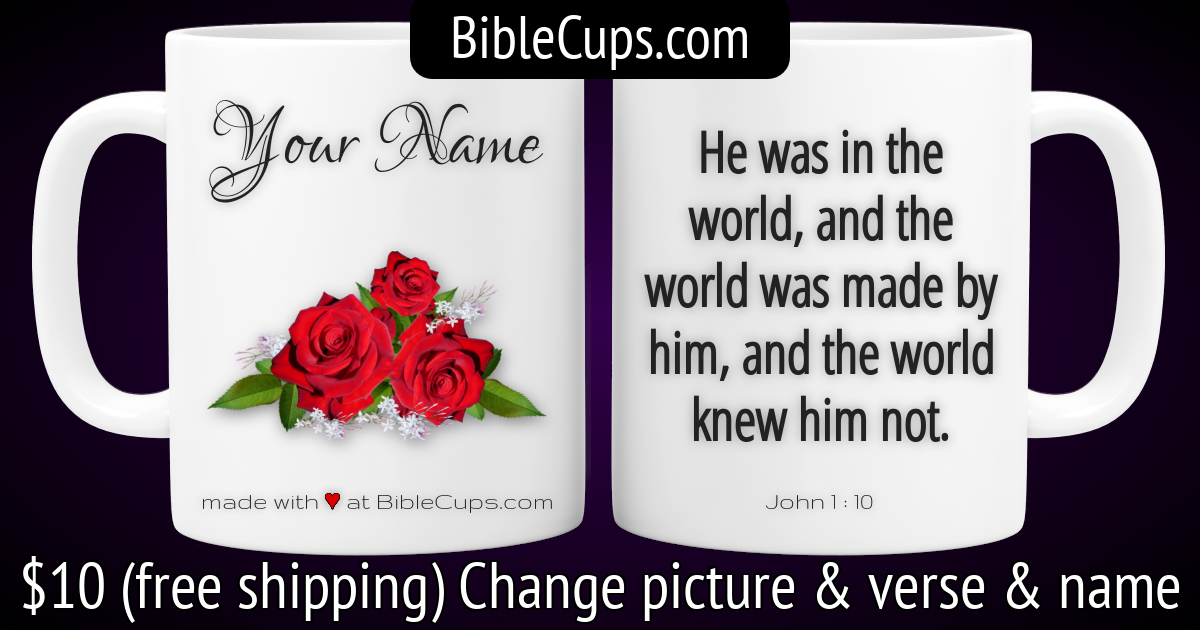 BibleCups.com
Your Name
made with ♥ at BibleCups.com
He was in the
world, and the
world was made by
him, and the world
knew him not.
John 1 : 10
$10 (free shipping) Change picture & verse & name